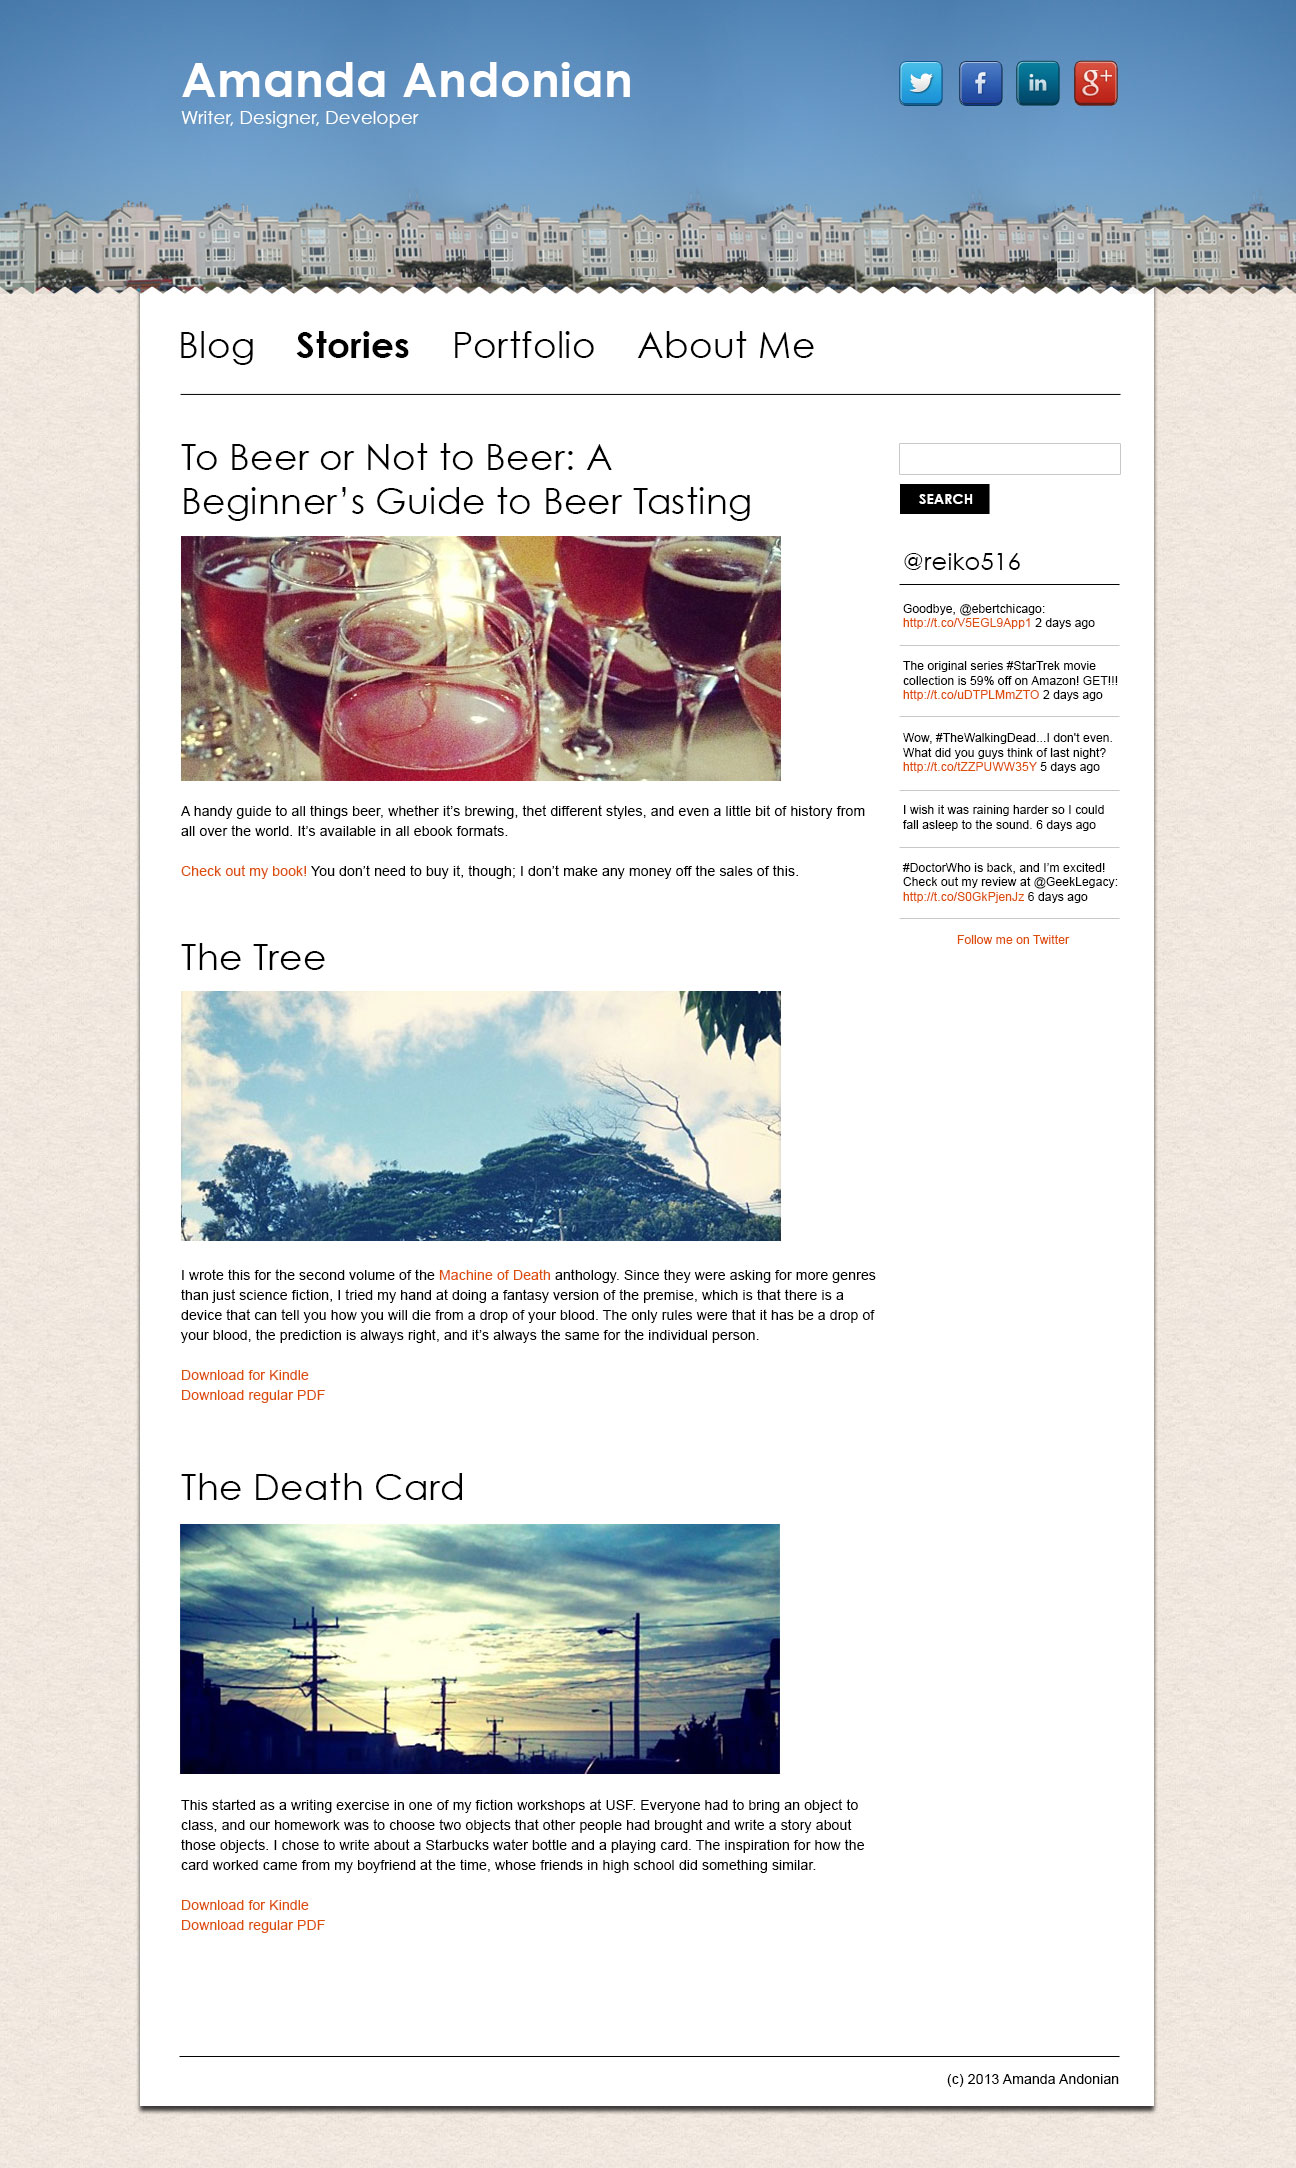 Amanda Andonian
Writer, Designer, Developer
f
in
g+
Blog Stories Portfolio About Me
To Beer or Not to Beer: A
Beginner’s Guide to Beer Tasting
A handy guide to all things beer, whether it’s brewing, thet different styles, and even a little bit of history from
all over the world. It’s available in all ebook formats.
Check out my book! You don’t need to buy it, though; I don’t make any money off the sales of this.
The Tree
I wrote this for the second volume of the Machine of Death anthology. Since they were asking for more genres
than just science fiction, I tried my hand at doing a fantasy version of the premise, which is that there is a
device that can tell you how you will die from a drop of your blood. The only rules were that it has be a drop of
your blood, the prediction is always right, and it’s always the same for the individual person.
Download for Kindle
Download regular PDF
The Death Card
This started as a writing exercise in one of my fiction workshops at USF. Everyone had to bring an object to
class, and our homework was to choose two objects that other people had brought and write a story about
those objects. I chose to write about a Starbucks water bottle and a playing card. The inspiration for how the
card worked came from my boyfriend at the time, whose friends in high school did something similar.
Download for Kindle
Download regular PDF
SEARCH
@reiko516
Goodbye, @ebertchicago:
http://t.co/V5EGL9App1 2 days ago
The original series #StarTrek movie
collection is 59% off on Amazon! GET!!!
http://t.co/uDTPLMmZTO 2 days ago
Wow, #TheWalkingDead...I don't even.
What did you guys think of last night?
http://t.co/tZZPUWW35Y 5 days ago
I wish it was raining harder so I could
fall asleep to the sound. 6 days ago
#DoctorWho is back, and I’m excited!
Check out my review at @GeekLegacy:
http://t.co/S0GkPjenJz 6 days ago
Follow me on Twitter
(c) 2013 Amanda Andonian